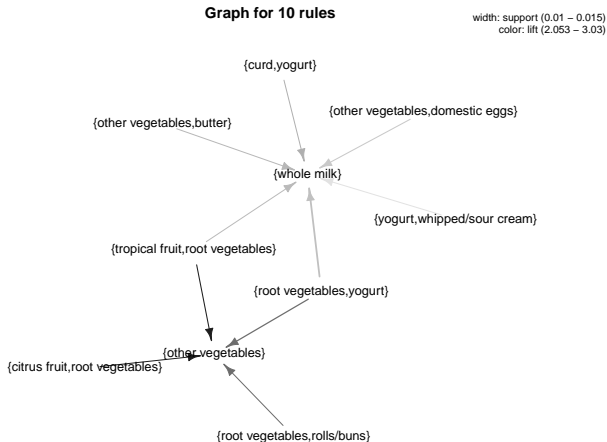 Graph for 10 rules
width: support (0.01 − 0.015)
color: lift (2.053 − 3.03)
{curd,yogurt}
{other vegetables,domestic eggs}
{other vegetables,butter}
{whole milk}
{yogurt,whipped/sour cream}
{tropical fruit,root vegetables}
{root vegetables,yogurt}
{other vegetables}
{citrus fruit,root vegetables}
{root vegetables,rolls/buns}